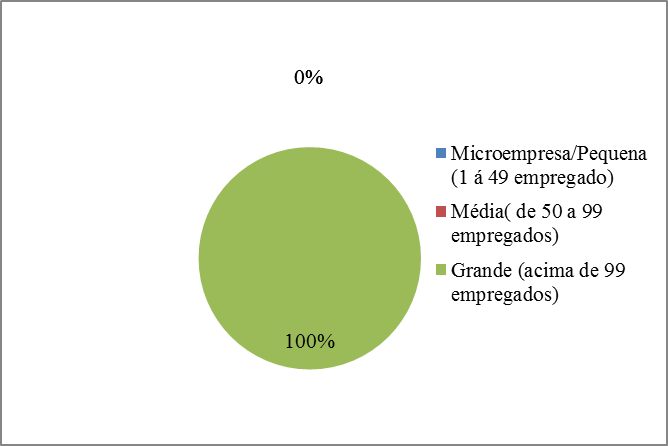 0%
Microempresa/Pequena
(1 á 49 empregado)
Média( de 50 a 99
empregados)
Grande (acima de 99
empregados)
100%